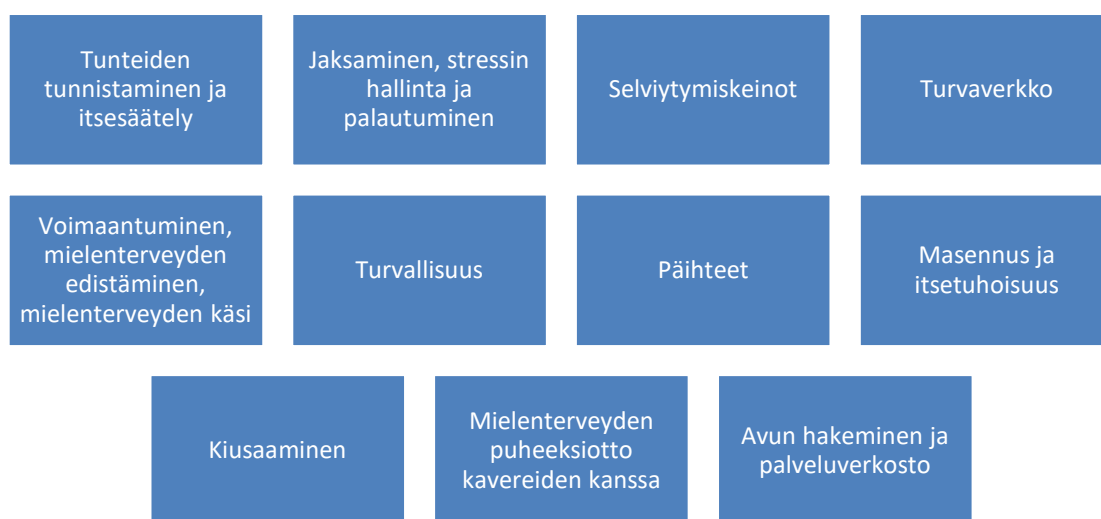 Tunteiden
tunnistaminen ja
itsesäätely
Jaksaminen, stressin
hallinta ja
palautuminen
Selviytymiskeinot
Turvaverkko
Voimaantuminen,
mielenterveyden
edistäminen,
mielenterveyden käsi
Turvallisuus
Päihteet
Masennus ja
itsetuhoisuus
Kiusaaminen
Mielenterveyden
puheeksiotto
kavereiden kanssa
Avun hakeminen ja
palveluverkosto